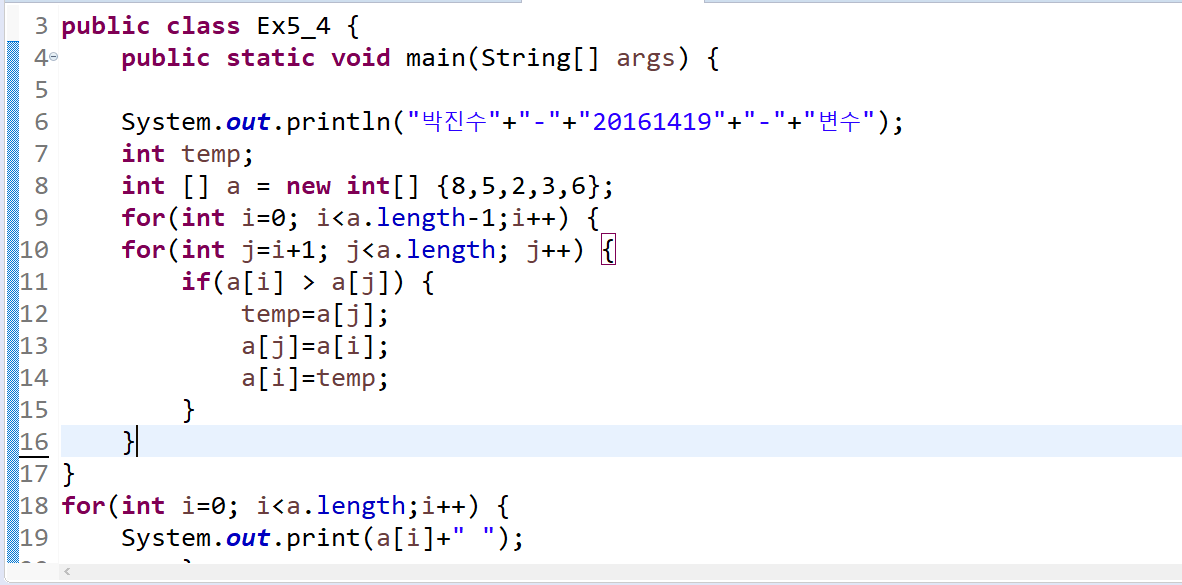 3 public class Ex5_4 {
4 public static void main(String[] args) {
5
6 System.out.println("박진수"+"-"+"20161419"+"-"+"변수");
7 int temp;
8 int [] a = new int[] {8,5,2,3,6};
9 for(int i=0; i<a.length-1;i++) {
10 for(int j=i+1; j<a.length; j++) {
11 if(a[i] > a[j]) {
12 temp=a[j];
13 a[j]=a[i];
14 a[i]=temp;
15 }
16 }
17 }
18 for(int i=0; i<a.length;i++) {
19 System.out.print(a[i]+" ");